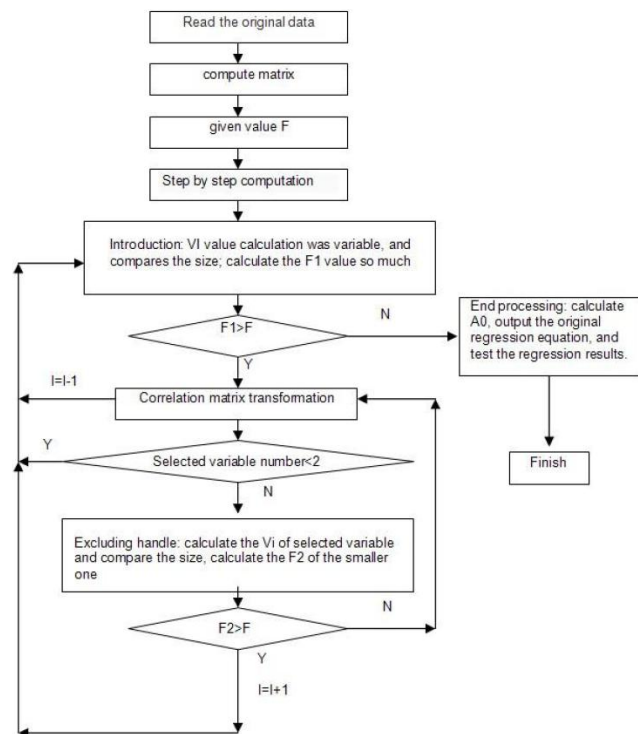 Read the original data
compute matrix
given value F
Step by step computation
Introduction: VI value calculation was variable, and
compares the size; calculate the F1 value so much
F1>F
N
Y
End processing: calculate
A0, output the original
regression equation, and
test the regression results.
Finish
I=I-1
Correlation matrix transformation
Y
Selected variable number<2
N
Excluding handle: calculate the Vi of selected variable
and compare the size, calculate the F2 of the smaller
one
N
F2>F
Y
I=I+1